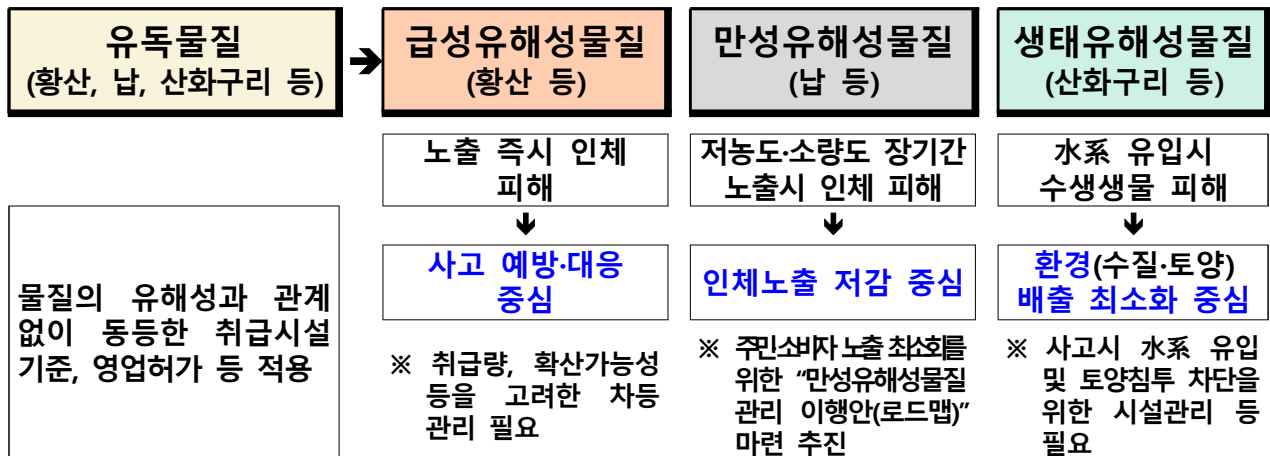 유독물질
(황산, 납, 산화구리 등)
물질의 유해성과 관계
없이 동등한 취급시설
기준, 영업허가 등 적용
급성유해성물질
(황산 등)
노출 즉시 인체
피해
사고 예방·대응
중심
※ 취급량, 확산가능성
등을 고려한 차등
관리 필요
만성유해성물질
(납 등)
저농도·소량도 장기간
노출시 인체 피해
인체노출 저감 중심
※ 주민·소비자 노출 최소화를
위한 “만성유해성물질
관리 이행안(로드맵)”
마련 추진
생태유해성물질
(산화구리 등)
水系 유입시
수생생물 피해
환경(수질·토양)
배출 최소화 중심
※ 사고시 水系 유입
및 토양침투 차단을
위한 시설관리 등
필요